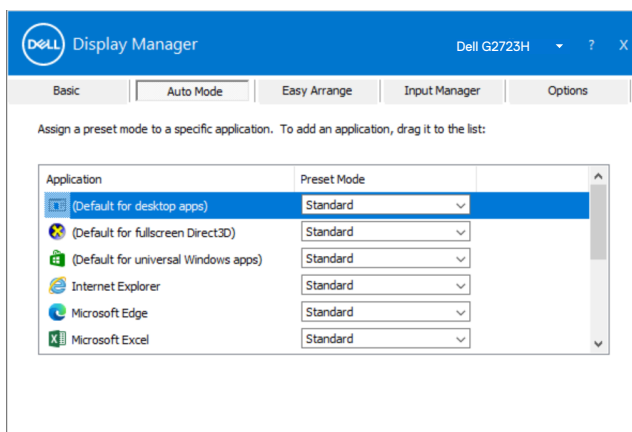 DELL Display Manager Dell G2723H ? X
Basic Auto Mode Easy Arrange Input Manager Options
Assign a preset mode to a specific application. To add an application, drag it to the list:
Application Preset Mode
(Default for desktop apps) Standard
(Default for fullscreen Direct3D) Standard
(Default for universal Windows apps) Standard
Internet Explorer Standard
Microsoft Edge Standard
Microsoft Excel Standard